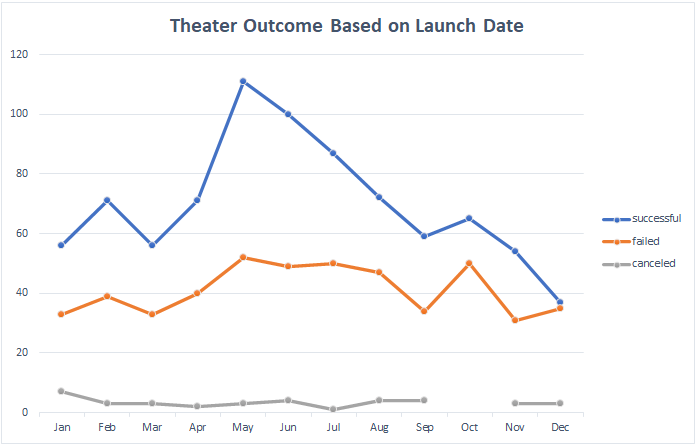 Theater Outcome Based on Launch Date
120
100
80
60
40
20
0
Jan Feb Mar Apr May Jun Jul Aug Sep Oct Nov Dec
successful
failed
canceled